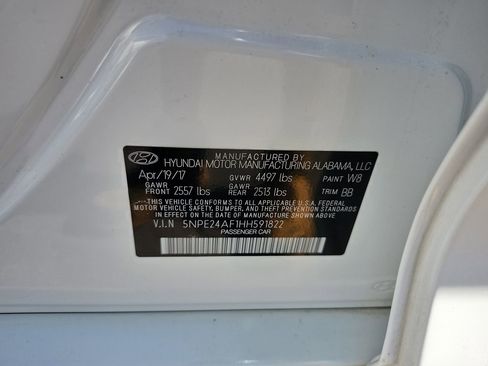 MANUFACTURED BY
HYUNDAI MOTOR MANUFACTURING ALABAMA, LLC
Apr/19/17 GVWR 4497 lbs PAINT W8
GAWR FRONT 2557 lbs GAWR REAR 2513 lbs TRIM BB
THIS VEHICLE CONFORMS TO ALL APPLICABLE U.S.A. FEDERAL
MOTOR VEHICLE SAFETY, BUMPER, AND THEFT PREVENTION STANDARDS
IN EFFECT ON THE DATE OF MANUFACTURE SHOWN ABOVE.
V.I.N 5NPE24AF1HH591822
PASSENGER CAR